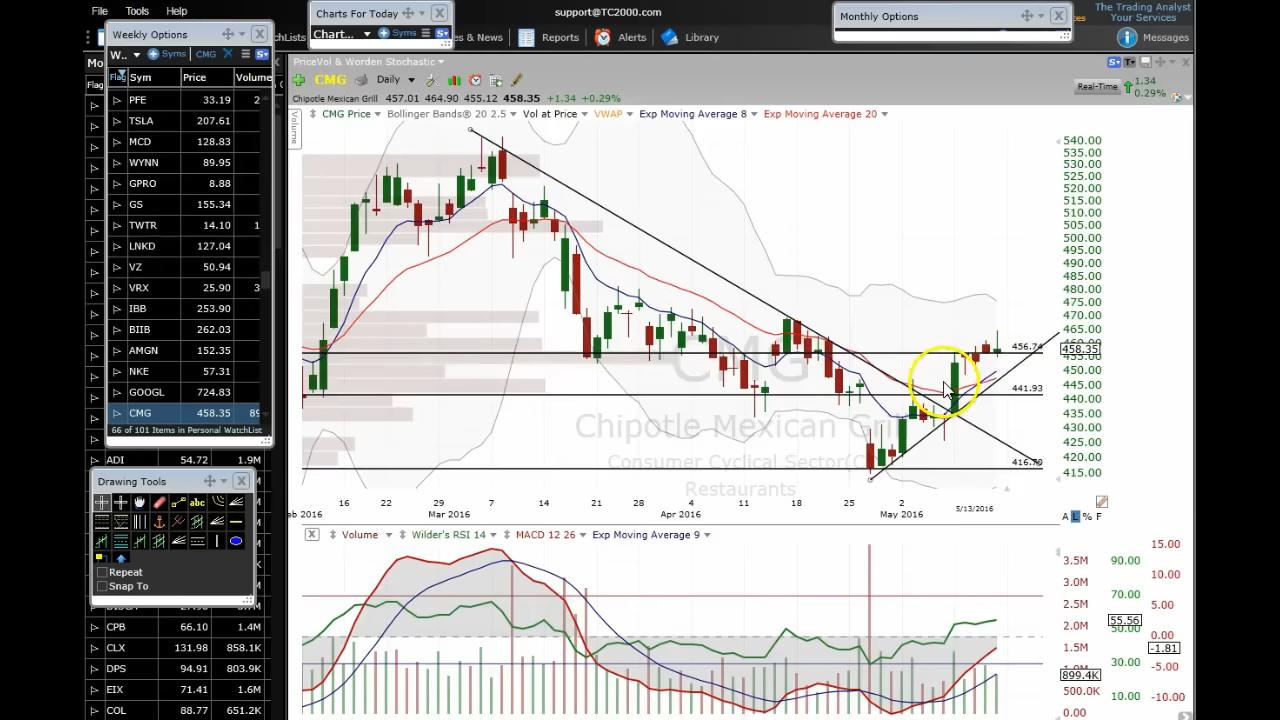 File Tools Help
support@TC2000.com
The Trading Analyst
Your Services
Charts For Today
Chart...
Syms
Monthly Options
& News
Reports
Alerts
Library
Messages
Weekly Options
W..
Syms
CMG
Flag Sym Price Volume
PFE 33.19 2
TSLA 207.61
MCD 128.83
WYNN 89.95
GPRO 8.88
GS 155.34
TWTR 14.10
LNKD 127.04
VZ 50.94
VRX 25.90 3
IBB 253.90
BIIB 262.03
AMGN 152.35
NKE 57.31
GOOGL 724.83
CMG 458.35 89
66 of 101 Items in Personal WatchList
ADI 54.72 1.9M
Drawing Tools
abc
Repeat
Snap To
CPB 66.10 1.4M
CLX 131.98 858.1K
DPS 94.91 803.9K
EIX 71.41 1.6M
COL 88.77 651.2K
PriceVol & Worden Stochastic
CMG Daily
Real-Time
1.34
0.29%
Chipotle Mexican Grill 457.01 464.90 455.12 458.35 +1.34 +0.29%
Volume
CMG Price Bollinger Bands® 20 2.5 Vol at Price VWAP Exp Moving Average 8 Exp Moving Average 20
540.00
535.00
530.00
525.00
520.00
515.00
510.00
505.00
500.00
495.00
490.00
485.00
480.00
475.00
470.00
465.00
456.74
458.35
455.00
450.00
445.00
441.93
440.00
435.00
430.00
425.00
420.00
416.70
415.00
CMG
Chipotle Mexican Gril
Consumer Cyclical Sector
Restaurants
16 23 7 14 21 28 11 18 25
eb 2016 Mar 2016 Apr 2016 May 2016 5/13/2016
A L % F
Volume Wilder's RSI 14 MACD 12 26 Exp Moving Average 9
3.5M
3.0M
2.5M
2.0M
1.5M
899.4K
500.0K
0.00
90.00
70.00
55.56
30.00
10.00
15.00
10.00
5.00
0.00
-1.81
-5.00
-10.00